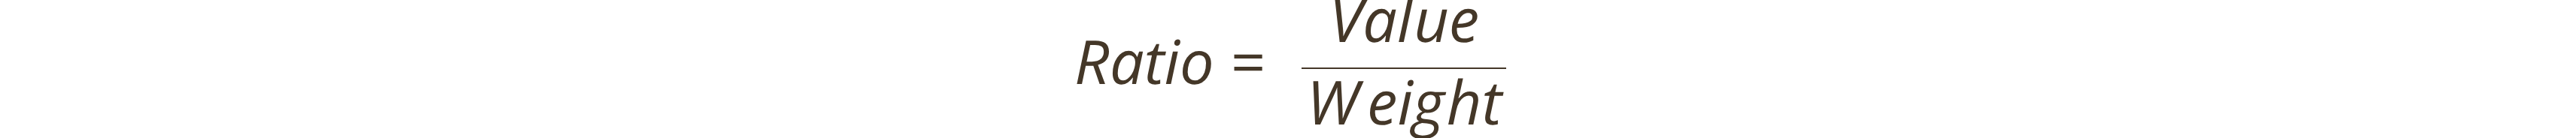 Ratio = Value / Weight